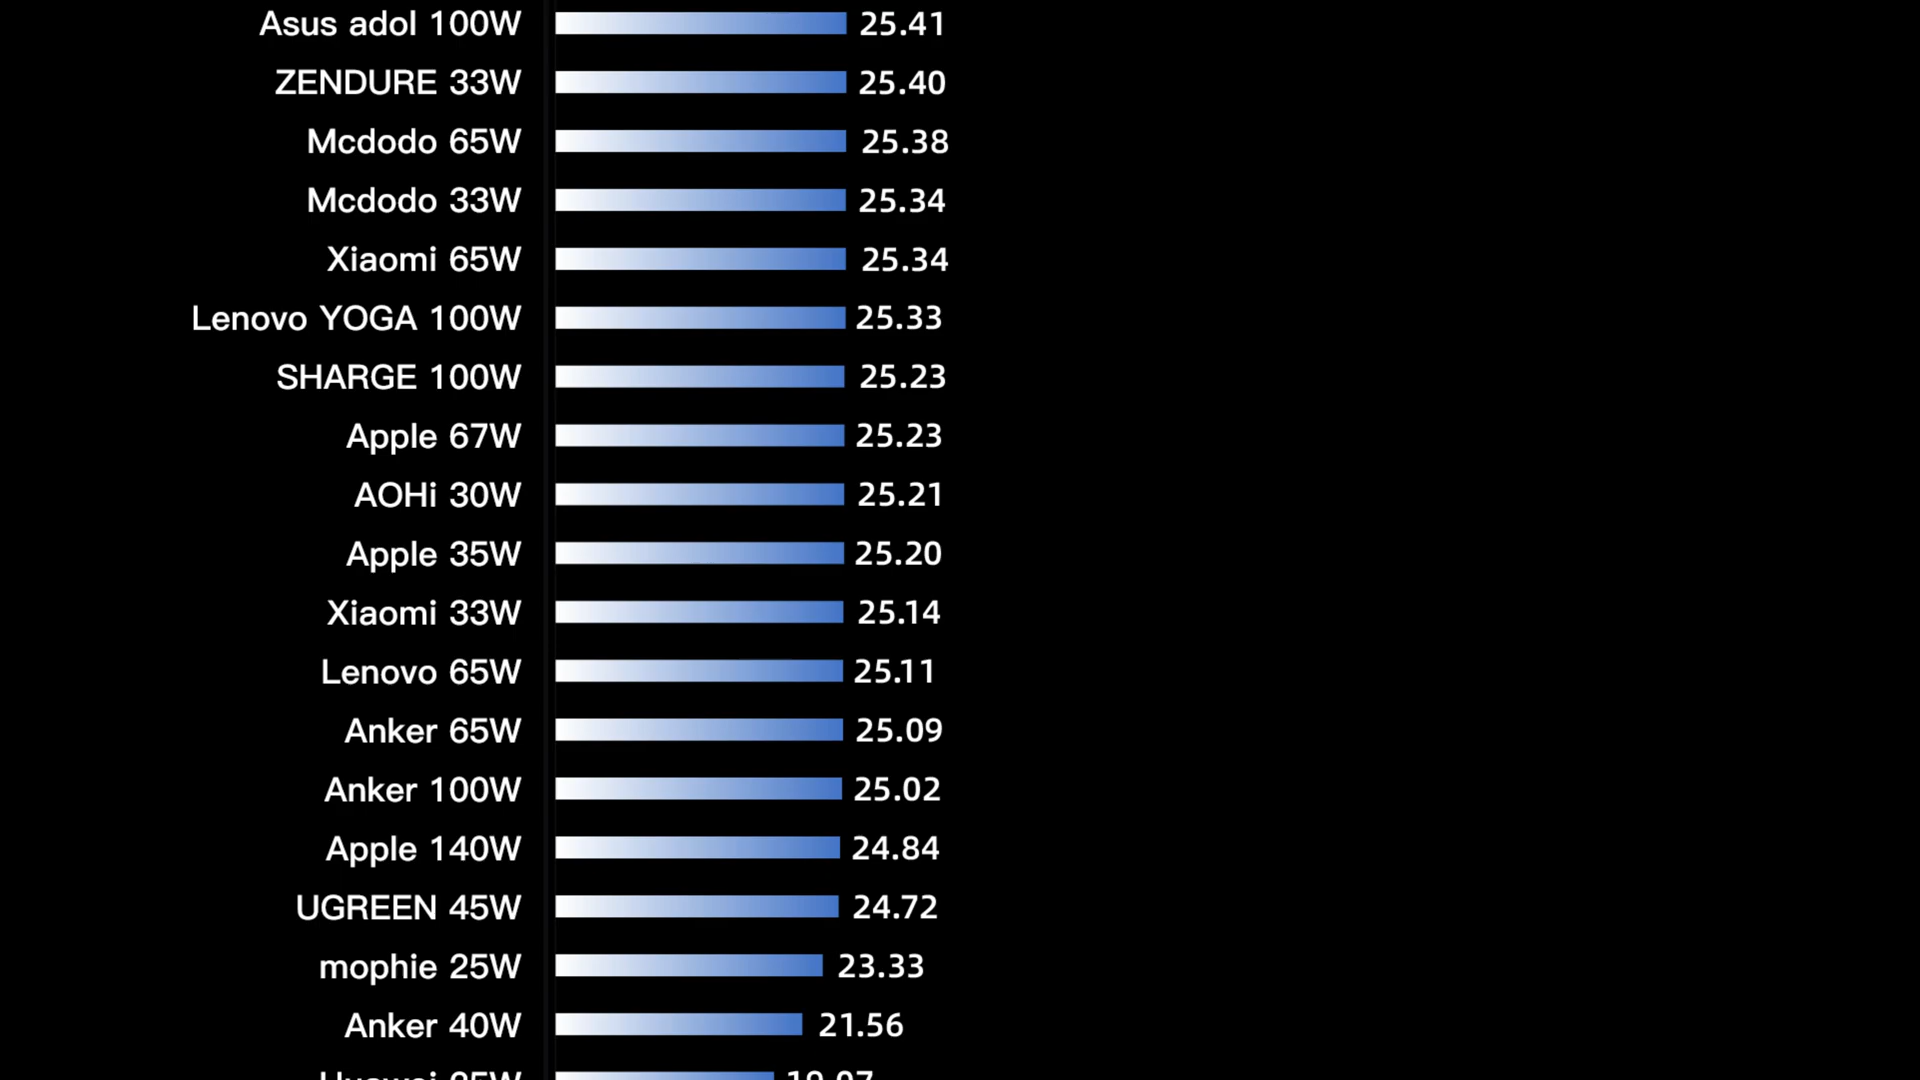 Asus adol 100W 25.41
ZENDURE 33W 25.40
Mcdodo 65W 25.38
Mcdodo 33W 25.34
Xiaomi 65W 25.34
Lenovo YOGA 100W 25.33
SHARGE 100W 25.23
Apple 67W 25.23
AOHi 30W 25.21
Apple 35W 25.20
Xiaomi 33W 25.14
Lenovo 65W 25.11
Anker 65W 25.09
Anker 100W 25.02
Apple 140W 24.84
UGREEN 45W 24.72
mophie 25W 23.33
Anker 40W 21.56
Huawei